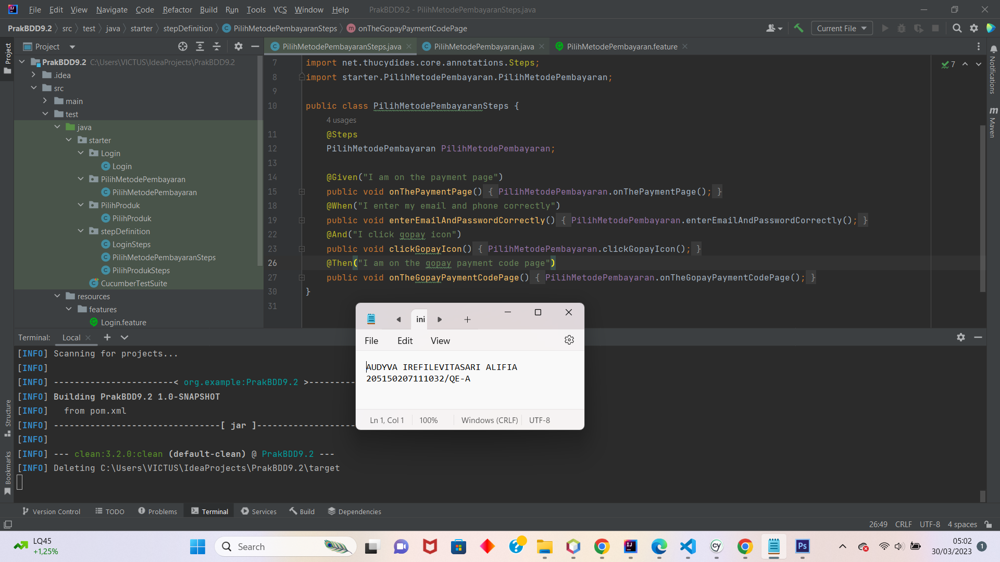 File Edit View Navigate Code Refactor Build Run Tools VCS Window Help PrakBDD9.2 - PilihMetodePembayaranSteps.java
PrakBDD9.2 src test java starter stepDefinition PilihMetodePembayaranSteps onTheGopayPaymentCodePage Current File
Project PilihMetodePembayaranSteps.java PilihMetodePembayaran.java PilihMetodePembayaran.feature
Project
Notifications
Maven
Structure
Bookmarks
PrakBDD9.2 C:\Users\VICTUS\IdeaProjects\PrakBDD9.2
.idea
src
main
test
java
starter
Login
Login
PilihMetodePembayaran
PilihMetodePembayaran
PilihProduk
PilihProduk
stepDefinition
LoginSteps
PilihMetodePembayaranSteps
PilihProdukSteps
CucumberTestSuite
resources
features
Login.feature
7 import net.thucydides.core.annotations.Steps;
8 import starter.PilihMetodePembayaran.PilihMetodePembayaran;
9
10 public class PilihMetodePembayaranSteps {
4 usages
11 @Steps
12 PilihMetodePembayaran PilihMetodePembayaran;
13
14 @Given("I am on the payment page")
15 public void onThePaymentPage() { PilihMetodePembayaran.onThePaymentPage(); }
18 @When("I enter my email and phone correctly")
19 public void enterEmailAndPasswordCorrectly() { PilihMetodePembayaran.enterEmailAndPasswordCorrectly(); }
22 @And("I click gopay icon")
23 public void clickGopayIcon() { PilihMetodePembayaran.clickGopayIcon(); }
26 @Then("I am on the gopay payment code page")
27 public void onTheGopayPaymentCodePage() { PilihMetodePembayaran.onTheGopayPaymentCodePage(); }
30 }
31
7
Terminal: Local
[INFO] Scanning for projects...
[INFO]
[INFO] -----------------------< org.example:PrakBDD9.2 >---------
[INFO] Building PrakBDD9.2 1.0-SNAPSHOT
[INFO]   from pom.xml
[INFO] --------------------------------[ jar ]-------------------
[INFO]
[INFO] --- clean:3.2.0:clean (default-clean) @ PrakBDD9.2 ---
[INFO] Deleting C:\Users\VICTUS\IdeaProjects\PrakBDD9.2\target
ini
File Edit View
AUDYVA IREFILEVITASARI ALIFIA
205150207111032/QE-A
Ln 1, Col 1 100% Windows (CRLF) UTF-8
Version Control TODO Problems Terminal Services Build Dependencies
26:49 CRLF UTF-8 4 spaces
LQ45
+1,25%
Search
cy
IJ
Ps
05:02
30/03/2023
1